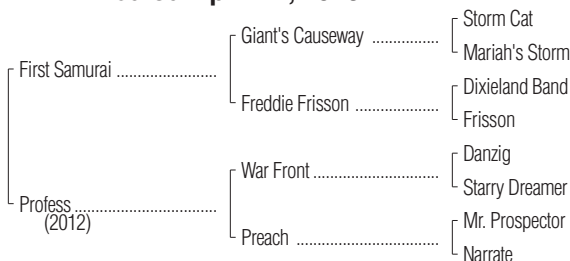 Storm Cat
Giant's Causeway ..................
Mariah's Storm
First Samurai ...........................
Dixieland Band
Freddie Frisson ......................
Frisson
Danzig
War Front ................................
Starry Dreamer
Profess ......................................
(2012)
Mr. Prospector
Preach .....................................
Narrate